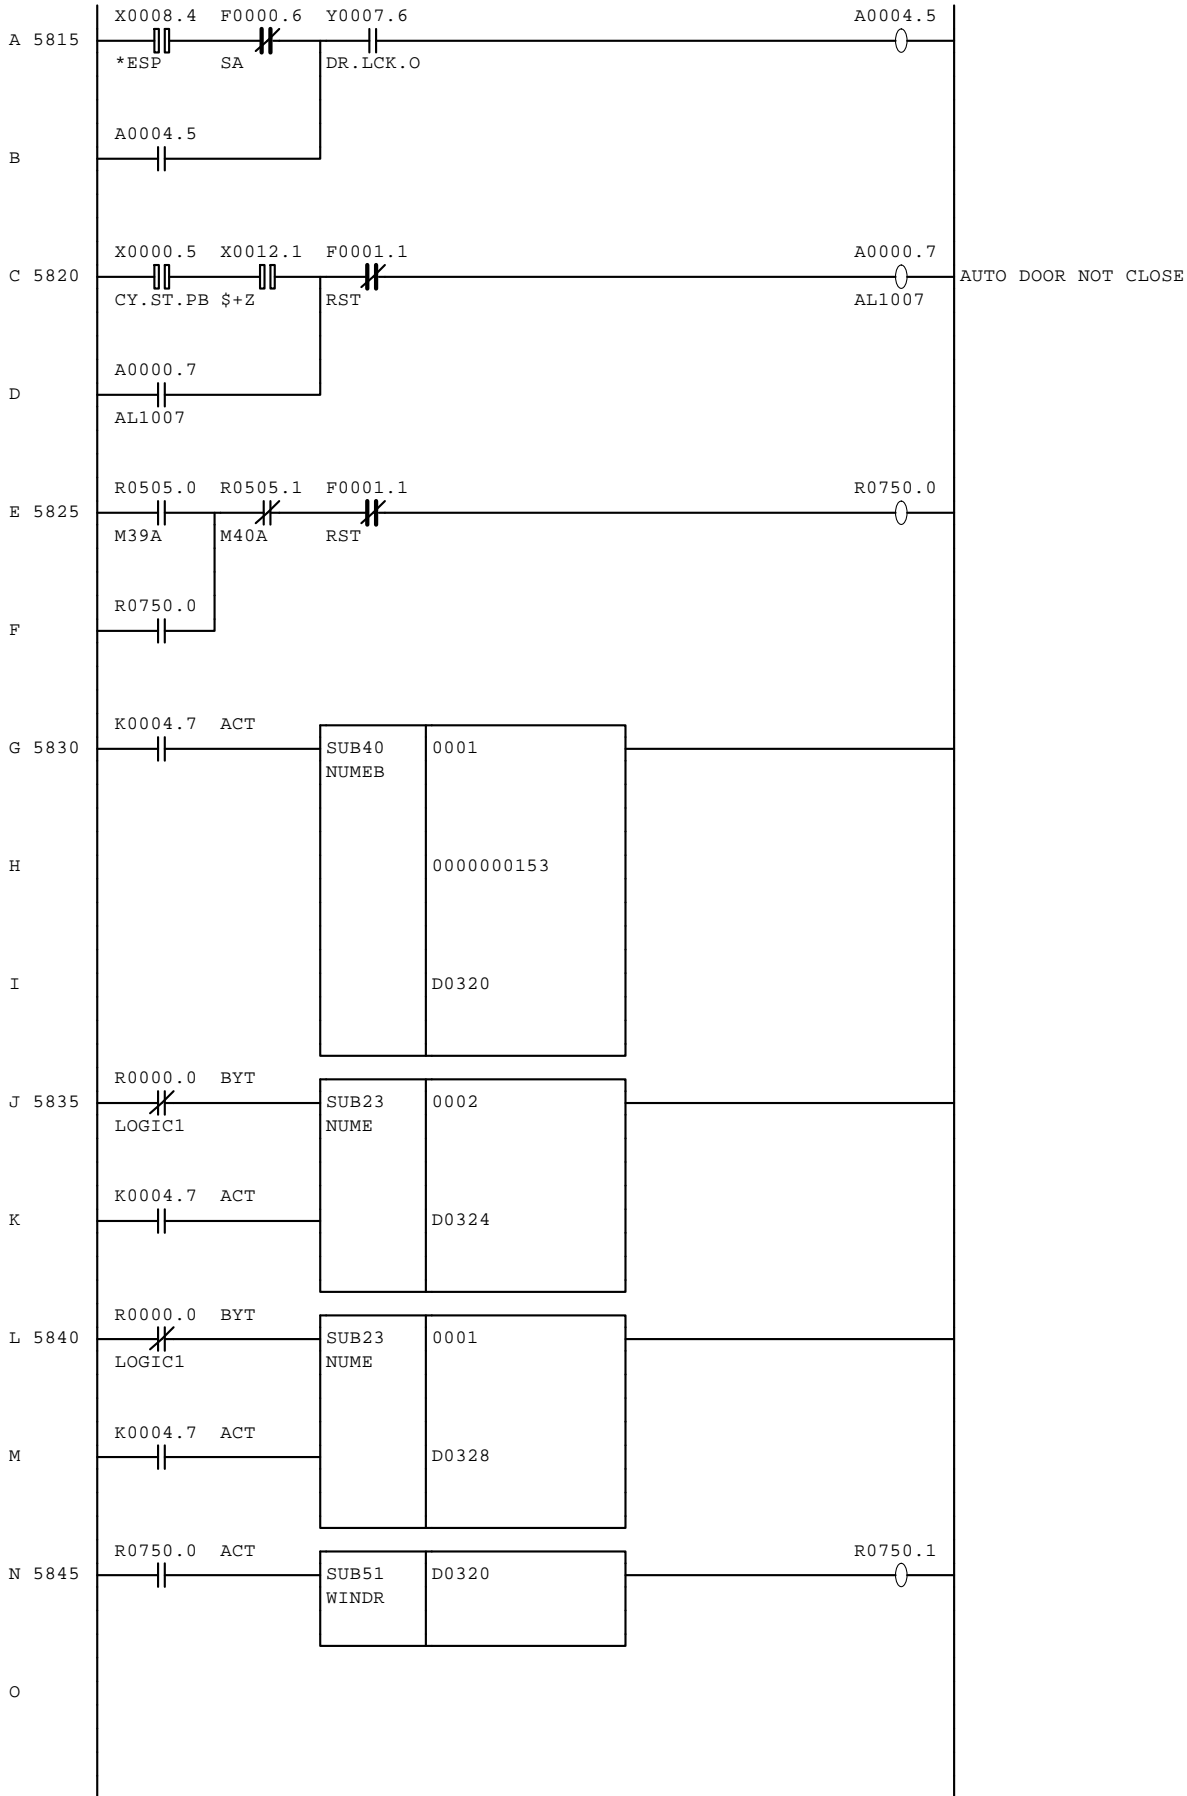 X0008.4 F0000.6 Y0007.6 A0004.5
A 5815
*ESP SA DR.LCK.O
A0004.5
B
X0000.5 X0012.1 F0001.1 A0000.7
C 5820 AUTO DOOR NOT CLOSE
CY.ST.PB $+Z RST AL1007
A0000.7
D
AL1007
R0505.0 R0505.1 F0001.1 R0750.0
E 5825
M39A M40A RST
R0750.0
F
K0004.7 ACT
G 5830 SUB40 0001
NUMEB
H 0000000153
I D0320
R0000.0 BYT
J 5835 SUB23 0002
LOGIC1 NUME
K0004.7 ACT
K D0324
R0000.0 BYT
L 5840 SUB23 0001
LOGIC1 NUME
K0004.7 ACT
M D0328
R0750.0 ACT R0750.1
N 5845 SUB51 D0320
WINDR
O